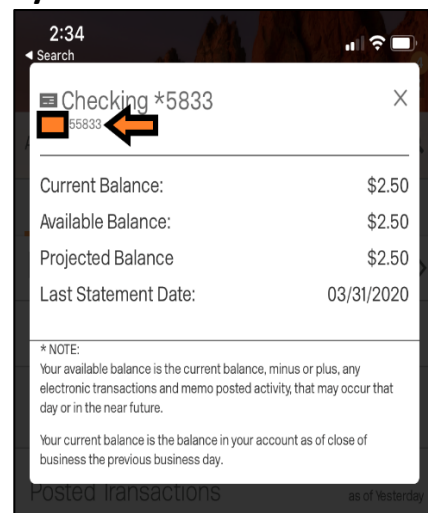 2:34
Search
Checking *5833
55833
X
Current Balance: $2.50
Available Balance: $2.50
Projected Balance $2.50
Last Statement Date: 03/31/2020
* NOTE:
Your available balance is the current balance, minus or plus, any
electronic transactions and memo posted activity, that may occur that
day or in the near future.
Your current balance is the balance in your account as of close of
business the previous business day.
Posted Transactions as of Yesterday